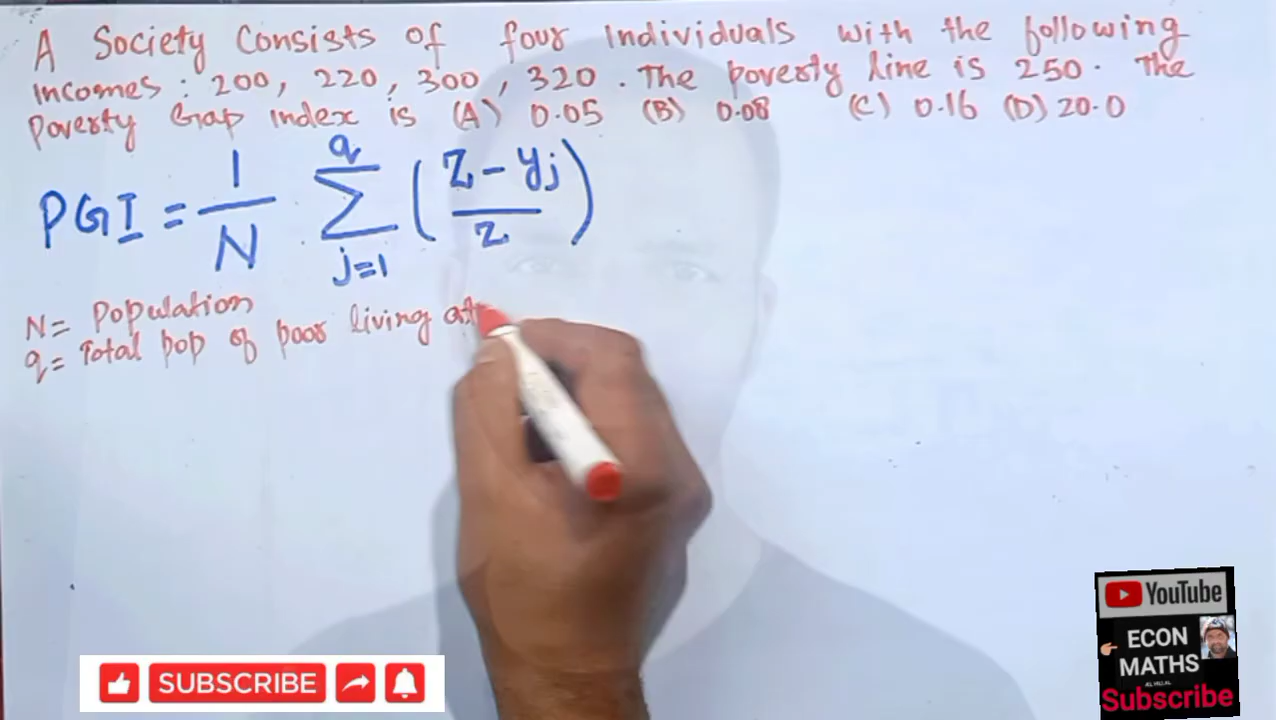 A Society Consists of four individuals with the following
incomes : 200, 220, 300, 320. The poverty line is 250. The
Poverty Gap index is (A) 0.05 (B) 0.08 (C) 0.16 (D) 20.0
PGI = 1/N q∑j=1 (Z - yj / z)
N = Population
q = Total pop of poor living at
YouTube
ECON
MATHS
Subscribe
SUBSCRIBE